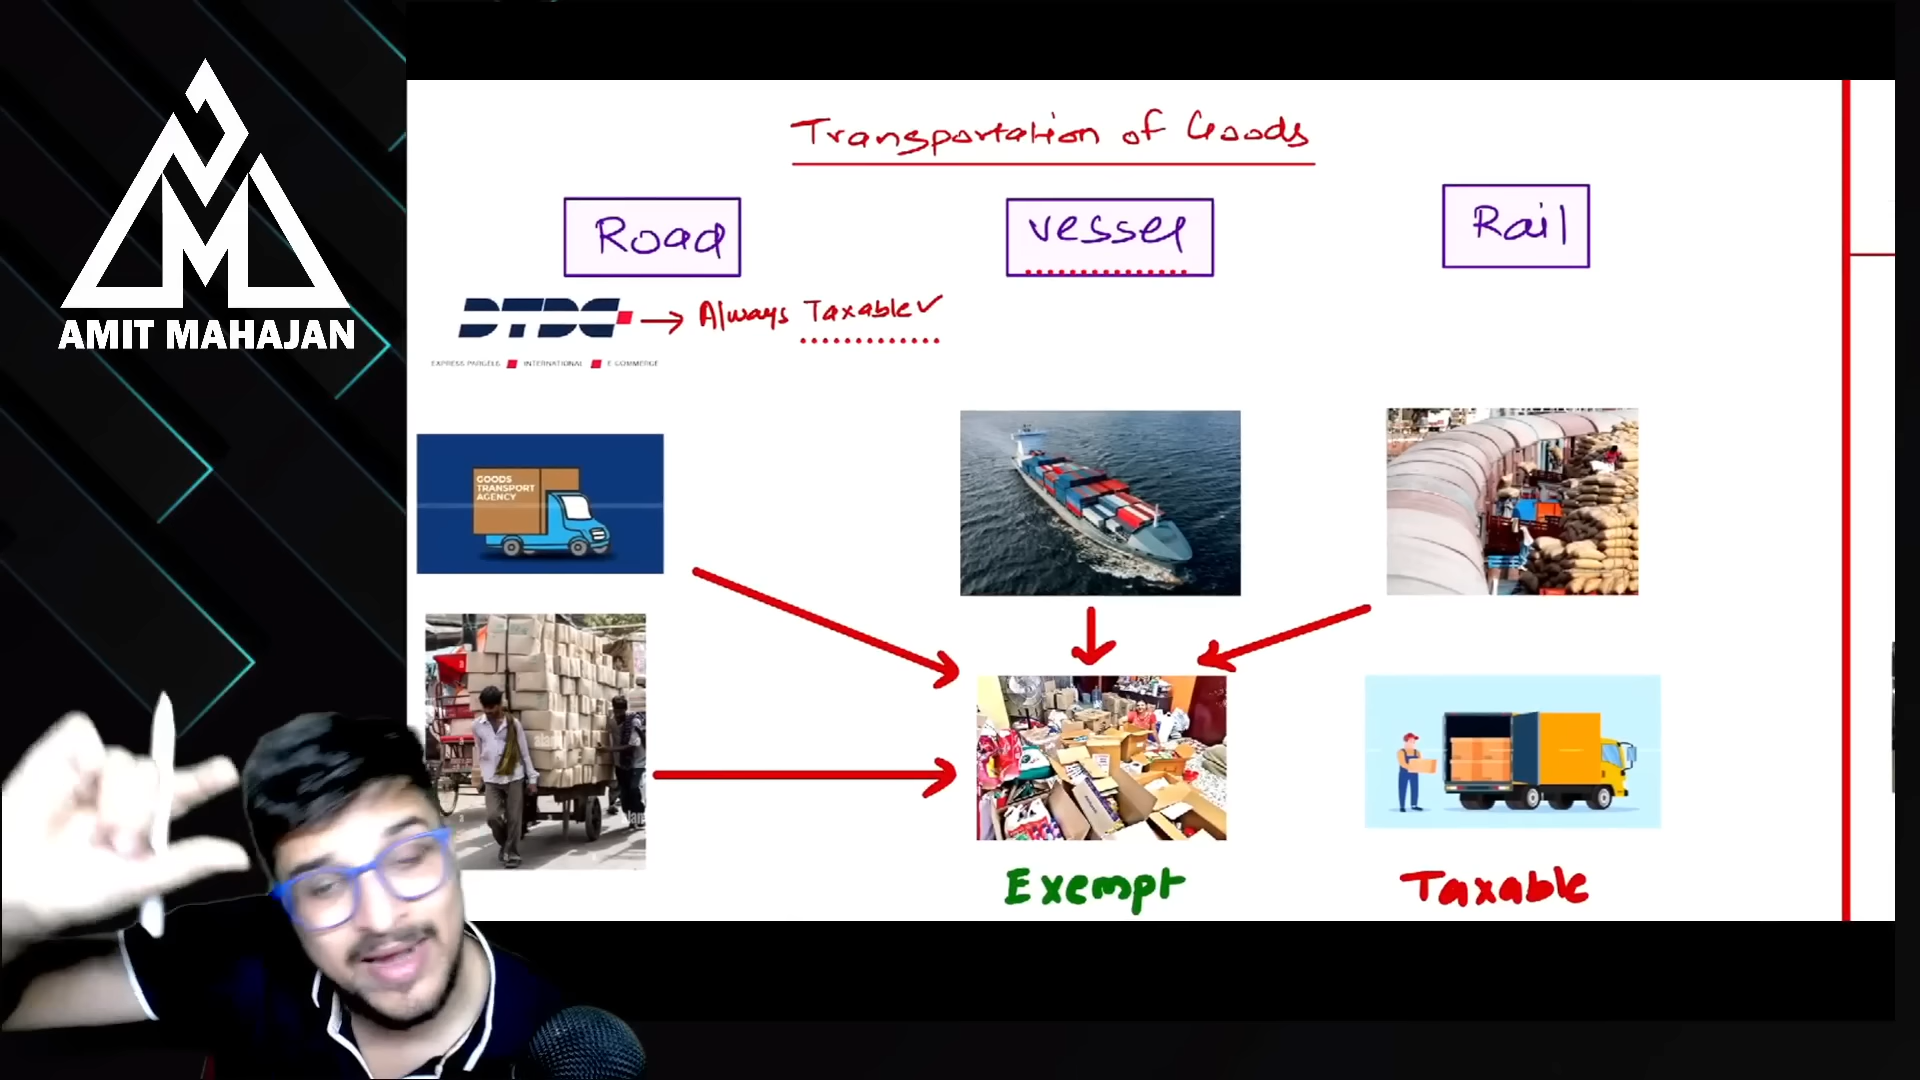 AMIT MAHAJAN
Transportation of Goods
Road
vessel
Rail
DTDC → Always Taxable✓
EXPRESS PARCELS INTERNATIONAL E-COMMERCE
GOODS
TRANSPORT
AGENCY
Exempt
Taxable